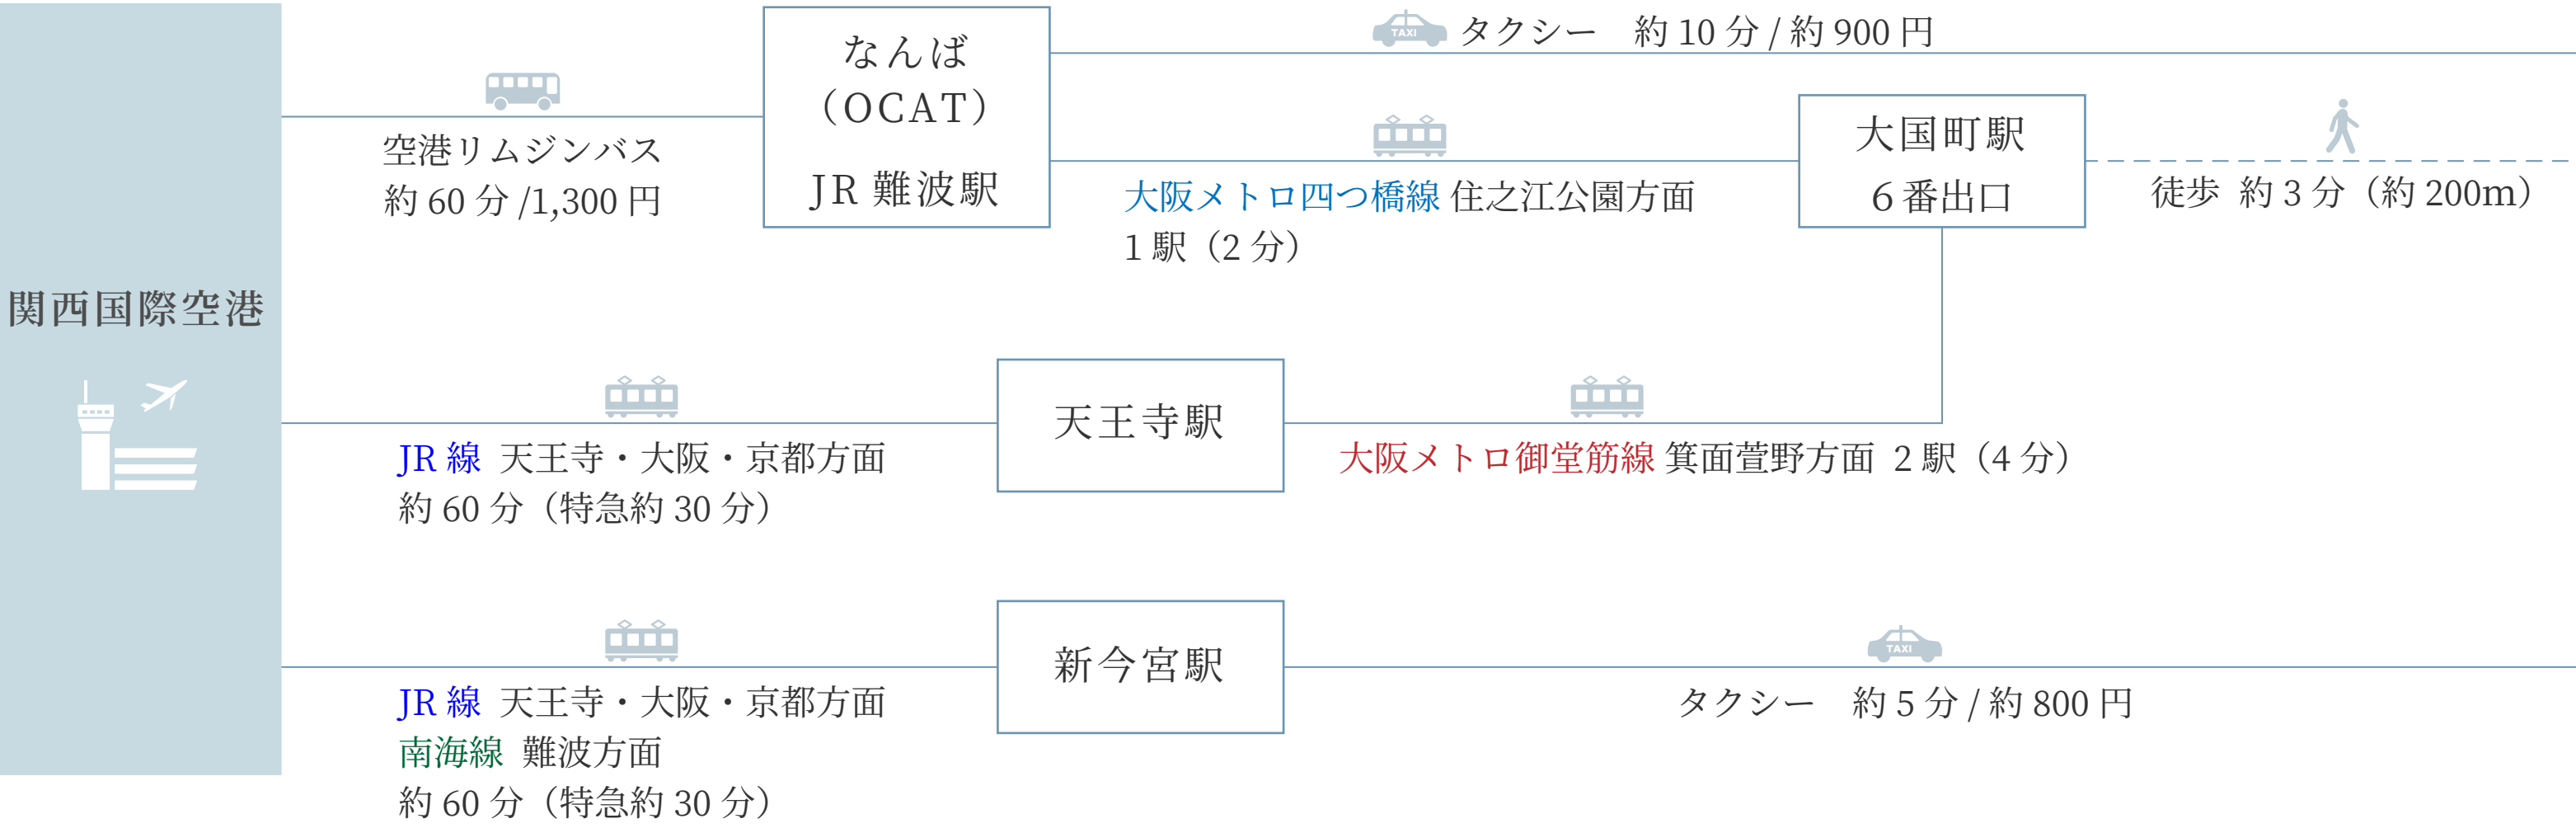 関西国際空港
空港リムジンバス
約 60 分 /1,300 円
なんば
（OCAT）
JR 難波駅
TAXI
タクシー　約 10 分 / 約 900 円
大阪メトロ四つ橋線 住之江公園方面
1 駅（2 分）
大国町駅
６番出口
徒歩 約 3 分（約 200m）
JR 線 天王寺・大阪・京都方面
約 60 分（特急約 30 分）
天王寺駅
大阪メトロ御堂筋線 箕面萱野方面 2 駅（4 分）
JR 線 天王寺・大阪・京都方面
南海線 難波方面
約 60 分（特急約 30 分）
新今宮駅
TAXI
タクシー　約 5 分 / 約 800 円